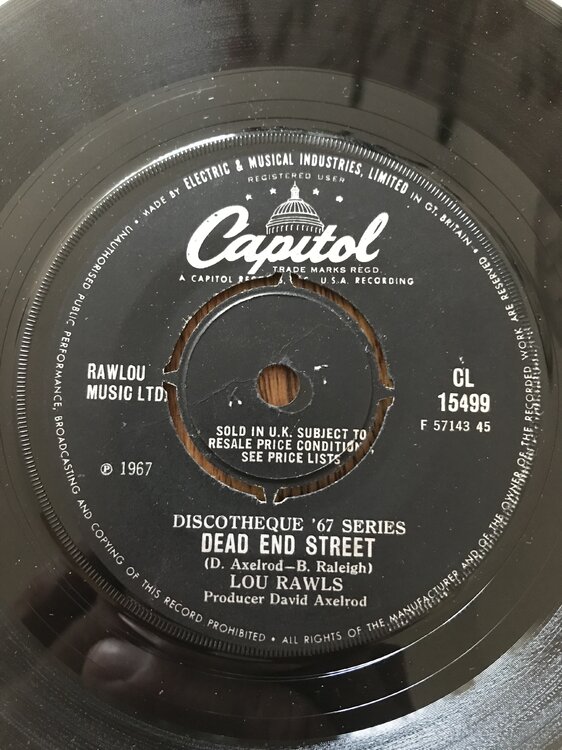 MADE BY ELECTRIC & MUSICAL INDUSTRIES, LIMITED IN GT. BRITAIN • ALL RIGHTS OF THE MANUFACTURER AND OF THE OWNER OF THE RECORDED WORK ARE RESERVED
UNAUTHORISED PUBLIC PERFORMANCE, BROADCASTING AND COPYING OF THIS RECORD PROHIBITED •
REGISTERED USER
Capitol
TRADE MARKS REGD.
A CAPITOL U.S.A. RECORDING
RAWLOU
MUSIC LTD.
CL
15499
F 57143 45
SOLD IN U.K. SUBJECT TO
RESALE PRICE
SEE PRICE LISTS
℗ 1967
DISCOTHEQUE '67 SERIES
DEAD END STREET
(D. Axelrod—B. Raleigh)
LOU RAWLS
Producer David Axelrod